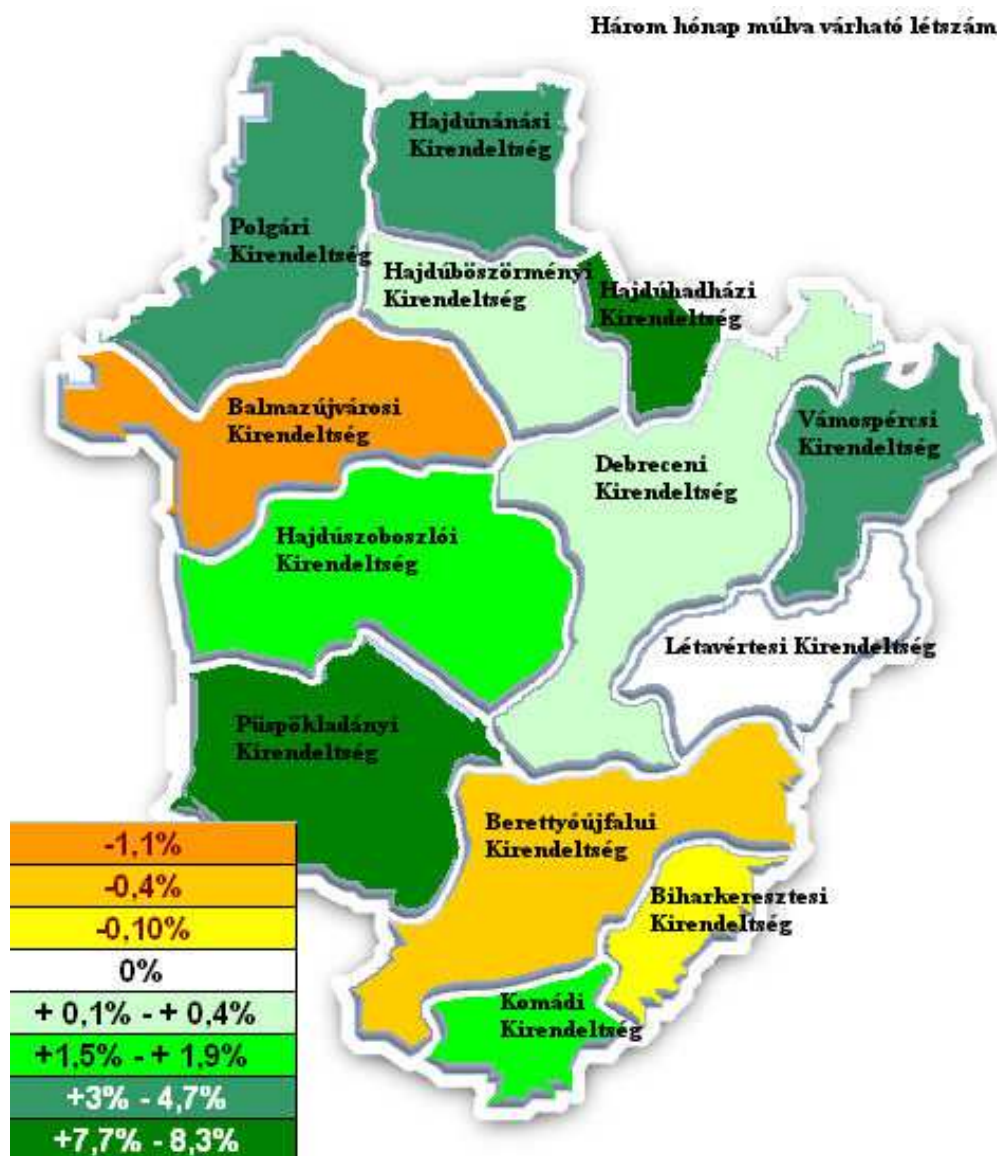 Három hónap múlva várható létszám
Hajdúnánási
Kirendeltség
Polgári
Kirendeltség
Hajdúböszörményi
Kirendeltség
Hajdúhadházi
Kirendeltség
Balmazújvárosi
Kirendeltség
Vámospércsi
Kirendeltség
Debreceni
Kirendeltség
Hajdúszoboszlói
Kirendeltség
Létavértesi Kirendeltség
Püspökladányi
Kirendeltség
Berettyóújfalui
Kirendeltség
Biharkeresztesi
Kirendeltség
Komádi
Kirendeltség
-1,1%
-0,4%
-0,10%
0%
+ 0,1% - + 0,4%
+1,5% - + 1,9%
+3% - 4,7%
+7,7% - 8,3%